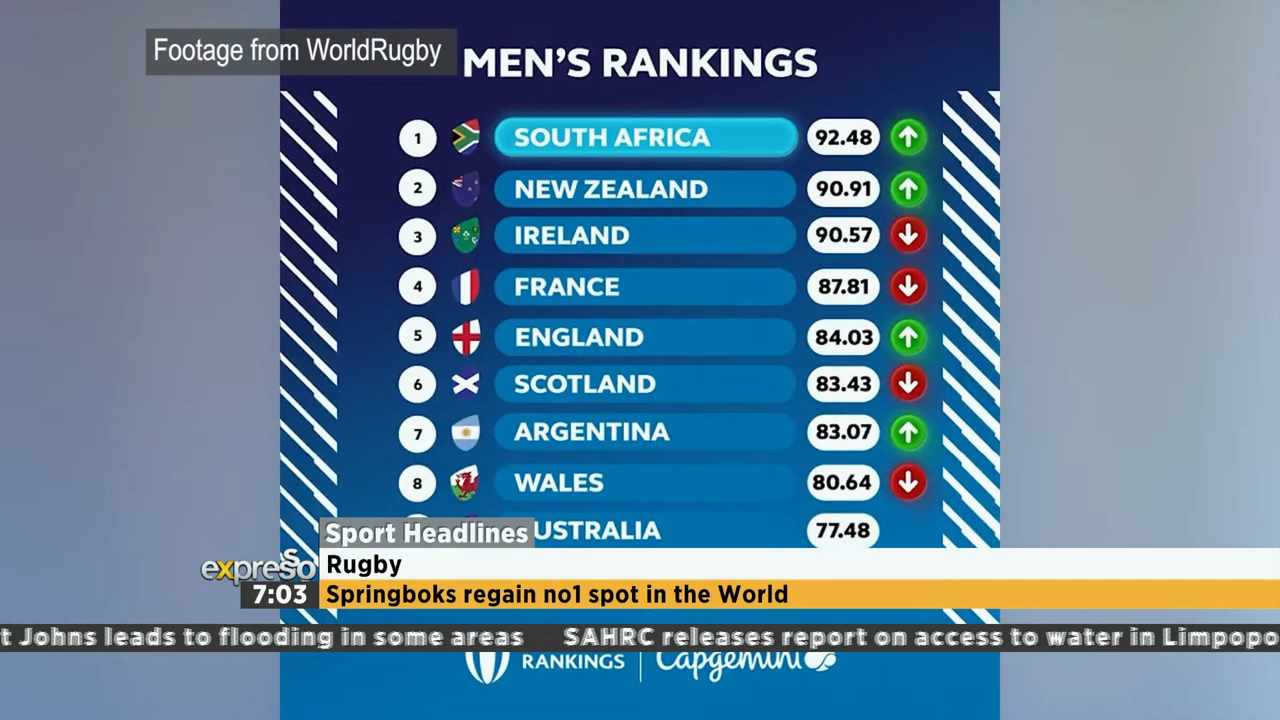 Footage from WorldRugby
MEN'S RANKINGS
1 SOUTH AFRICA 92.48
2 NEW ZEALAND 90.91
3 IRELAND 90.57
4 FRANCE 87.81
5 ENGLAND 84.03
6 SCOTLAND 83.43
7 ARGENTINA 83.07
8 WALES 80.64
USTRALIA 77.48
Sport Headlines
expresso
Rugby
7:03
Springboks regain no1 spot in the World
t Johns leads to flooding in some areas SAHRC releases report on access to water in Limpopo
RANKINGS Capgemini